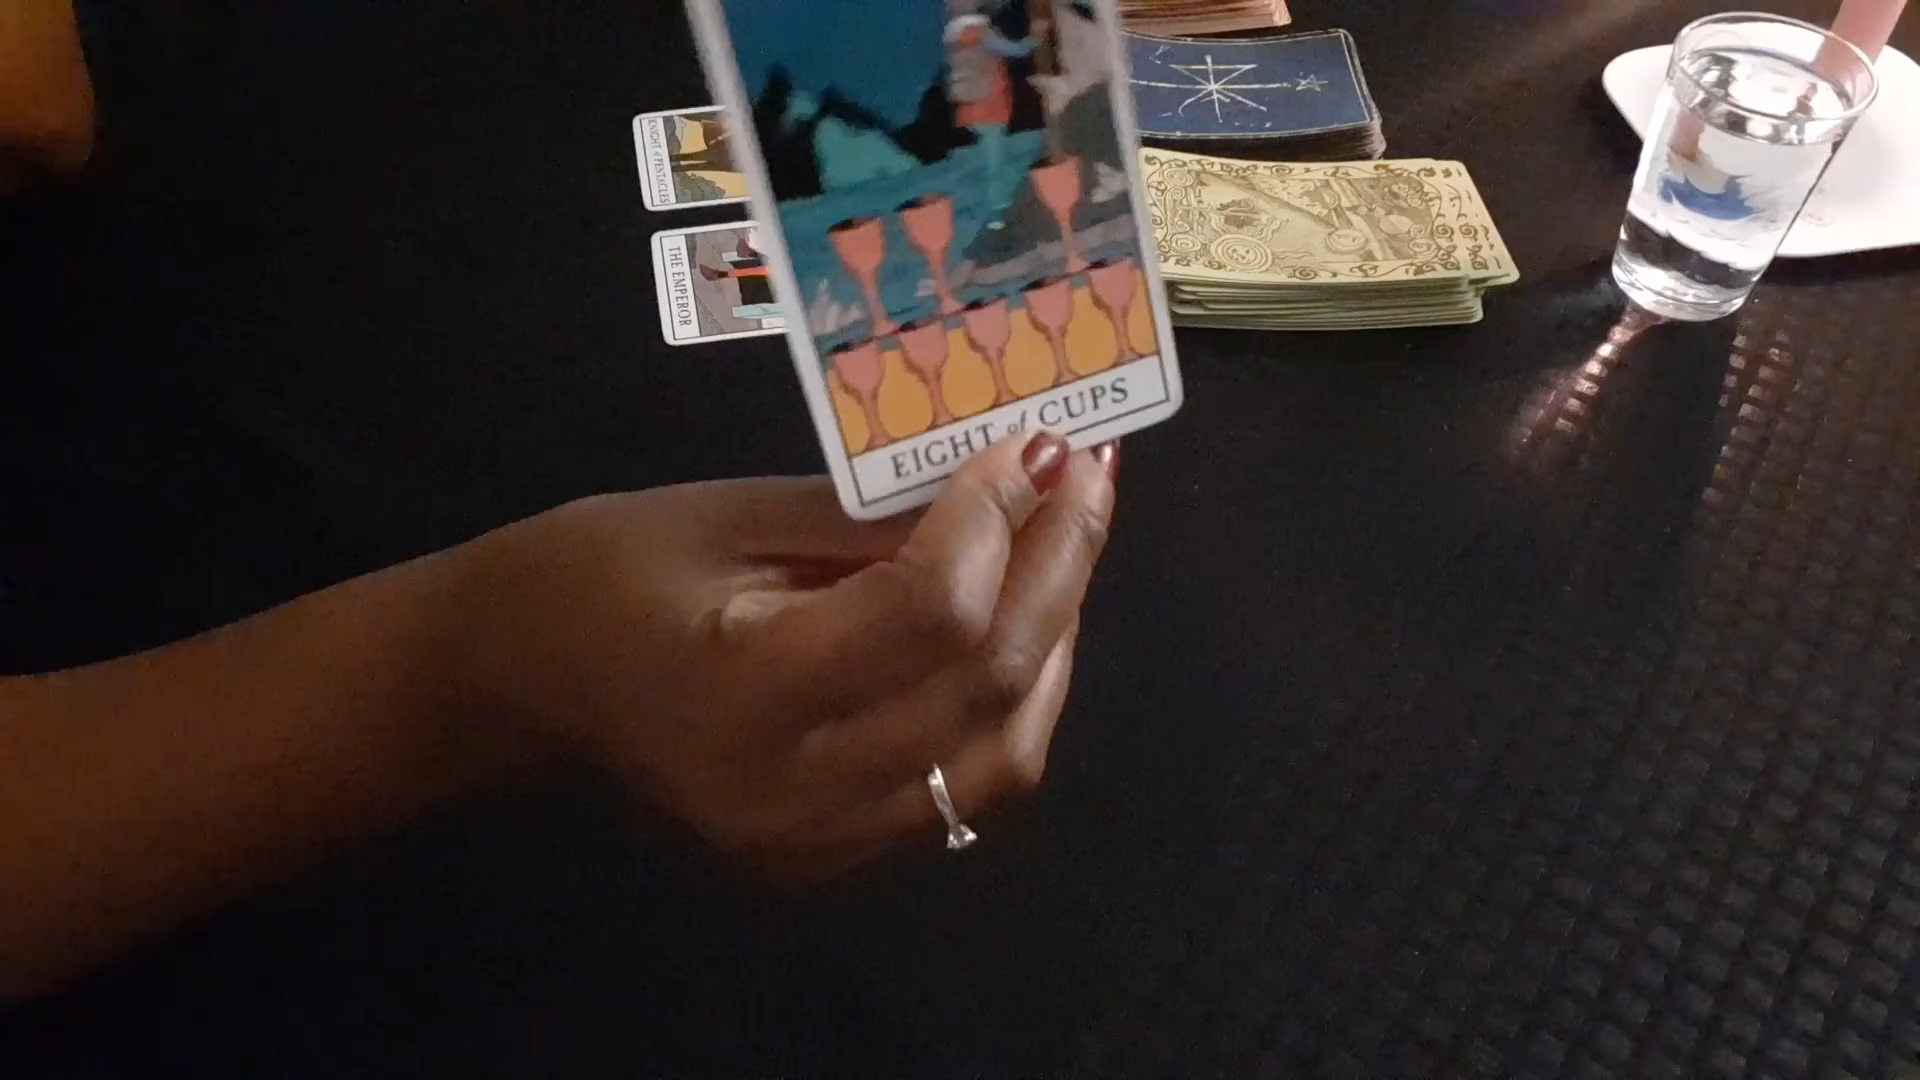 KNIGHT of PENTACLES
THE EMPEROR
EIGHT of CUPS